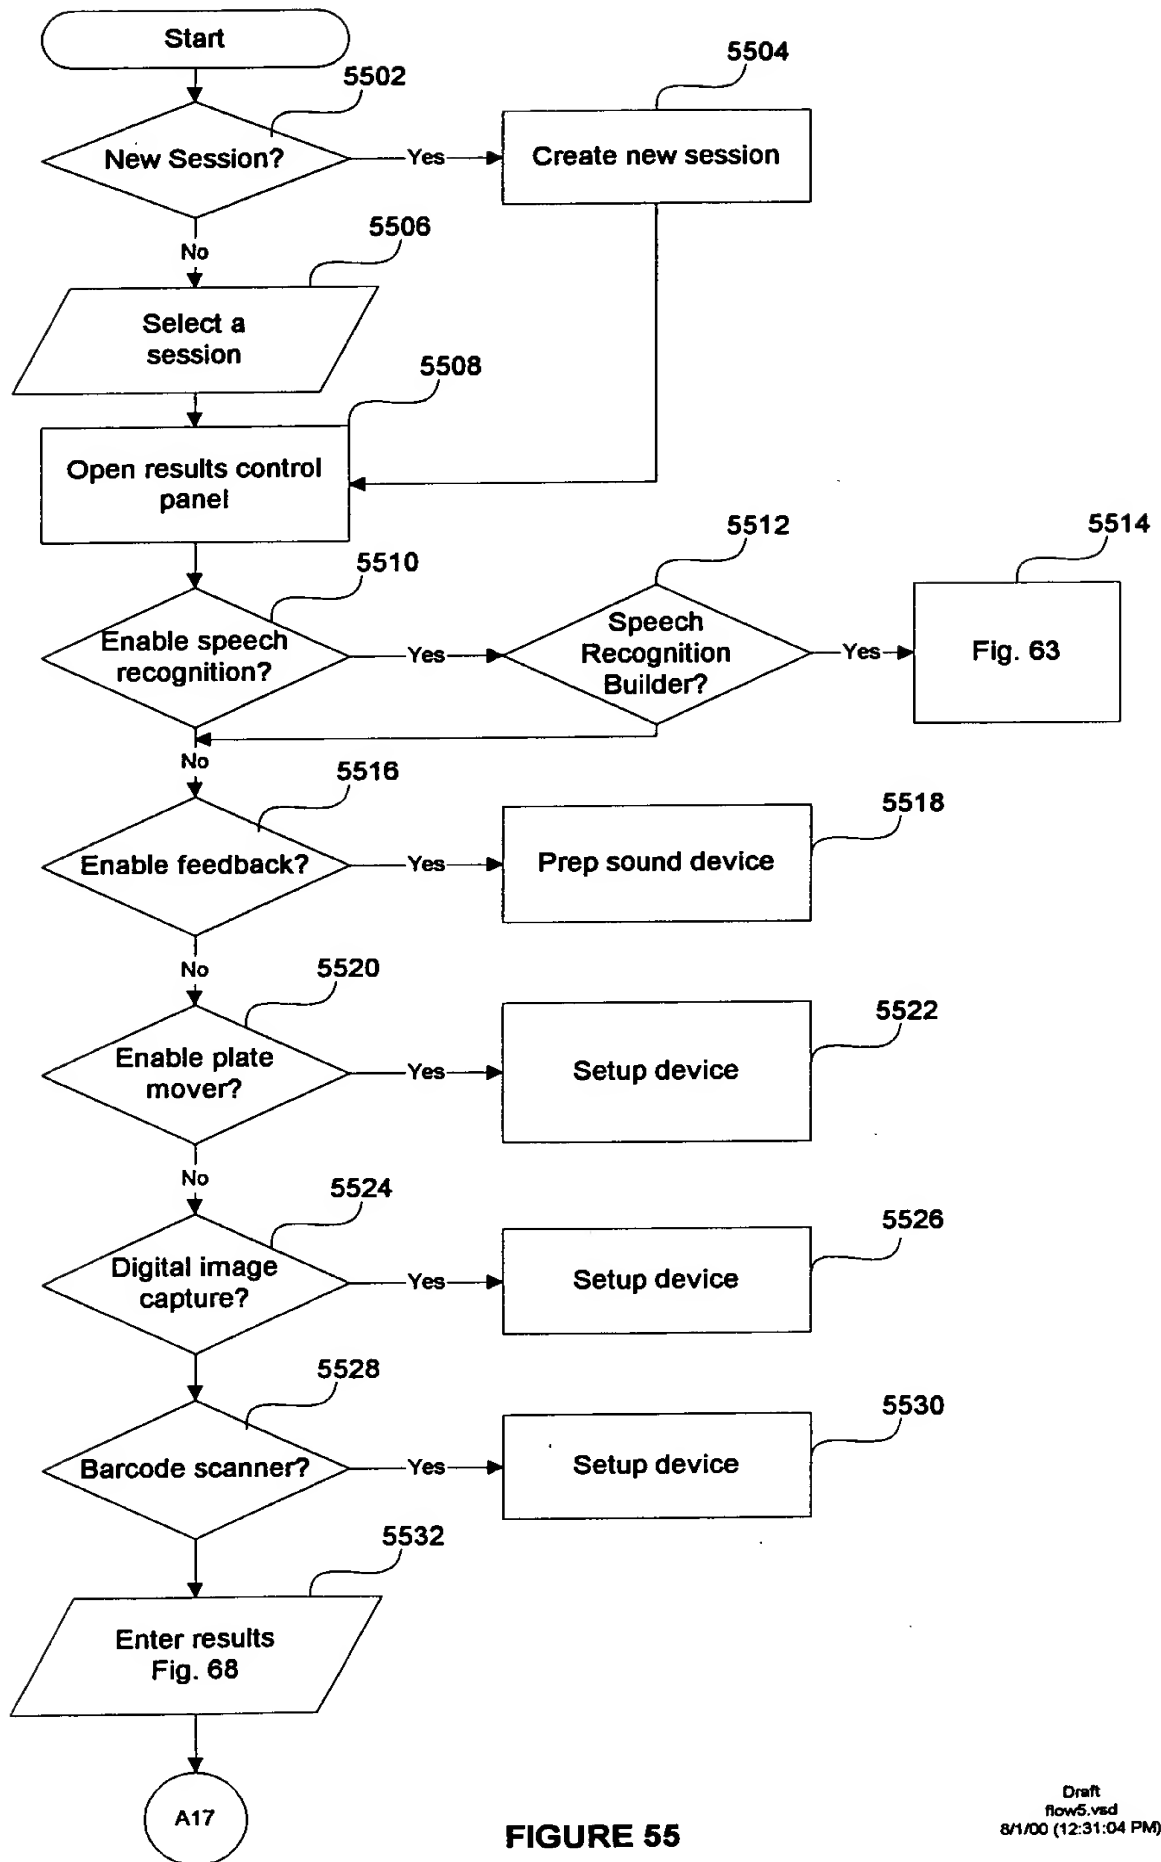 Start
5502
5504
New Session?
Yes
Create new session
No
5506
Select a
session
5508
Open results control
panel
5510
5512
5514
Enable speech
recognition?
Yes
Speech
Recognition
Builder?
Yes
Fig. 63
No
5516
5518
Enable feedback?
Yes
Prep sound device
No
5520
5522
Enable plate
mover?
Yes
Setup device
No
5524
5526
Digital image
capture?
Yes
Setup device
5528
5530
Barcode scanner?
Yes
Setup device
5532
Enter results
Fig. 68
A17
FIGURE 55
Draft
flow5.vsd
8/1/00 (12:31:04 PM)